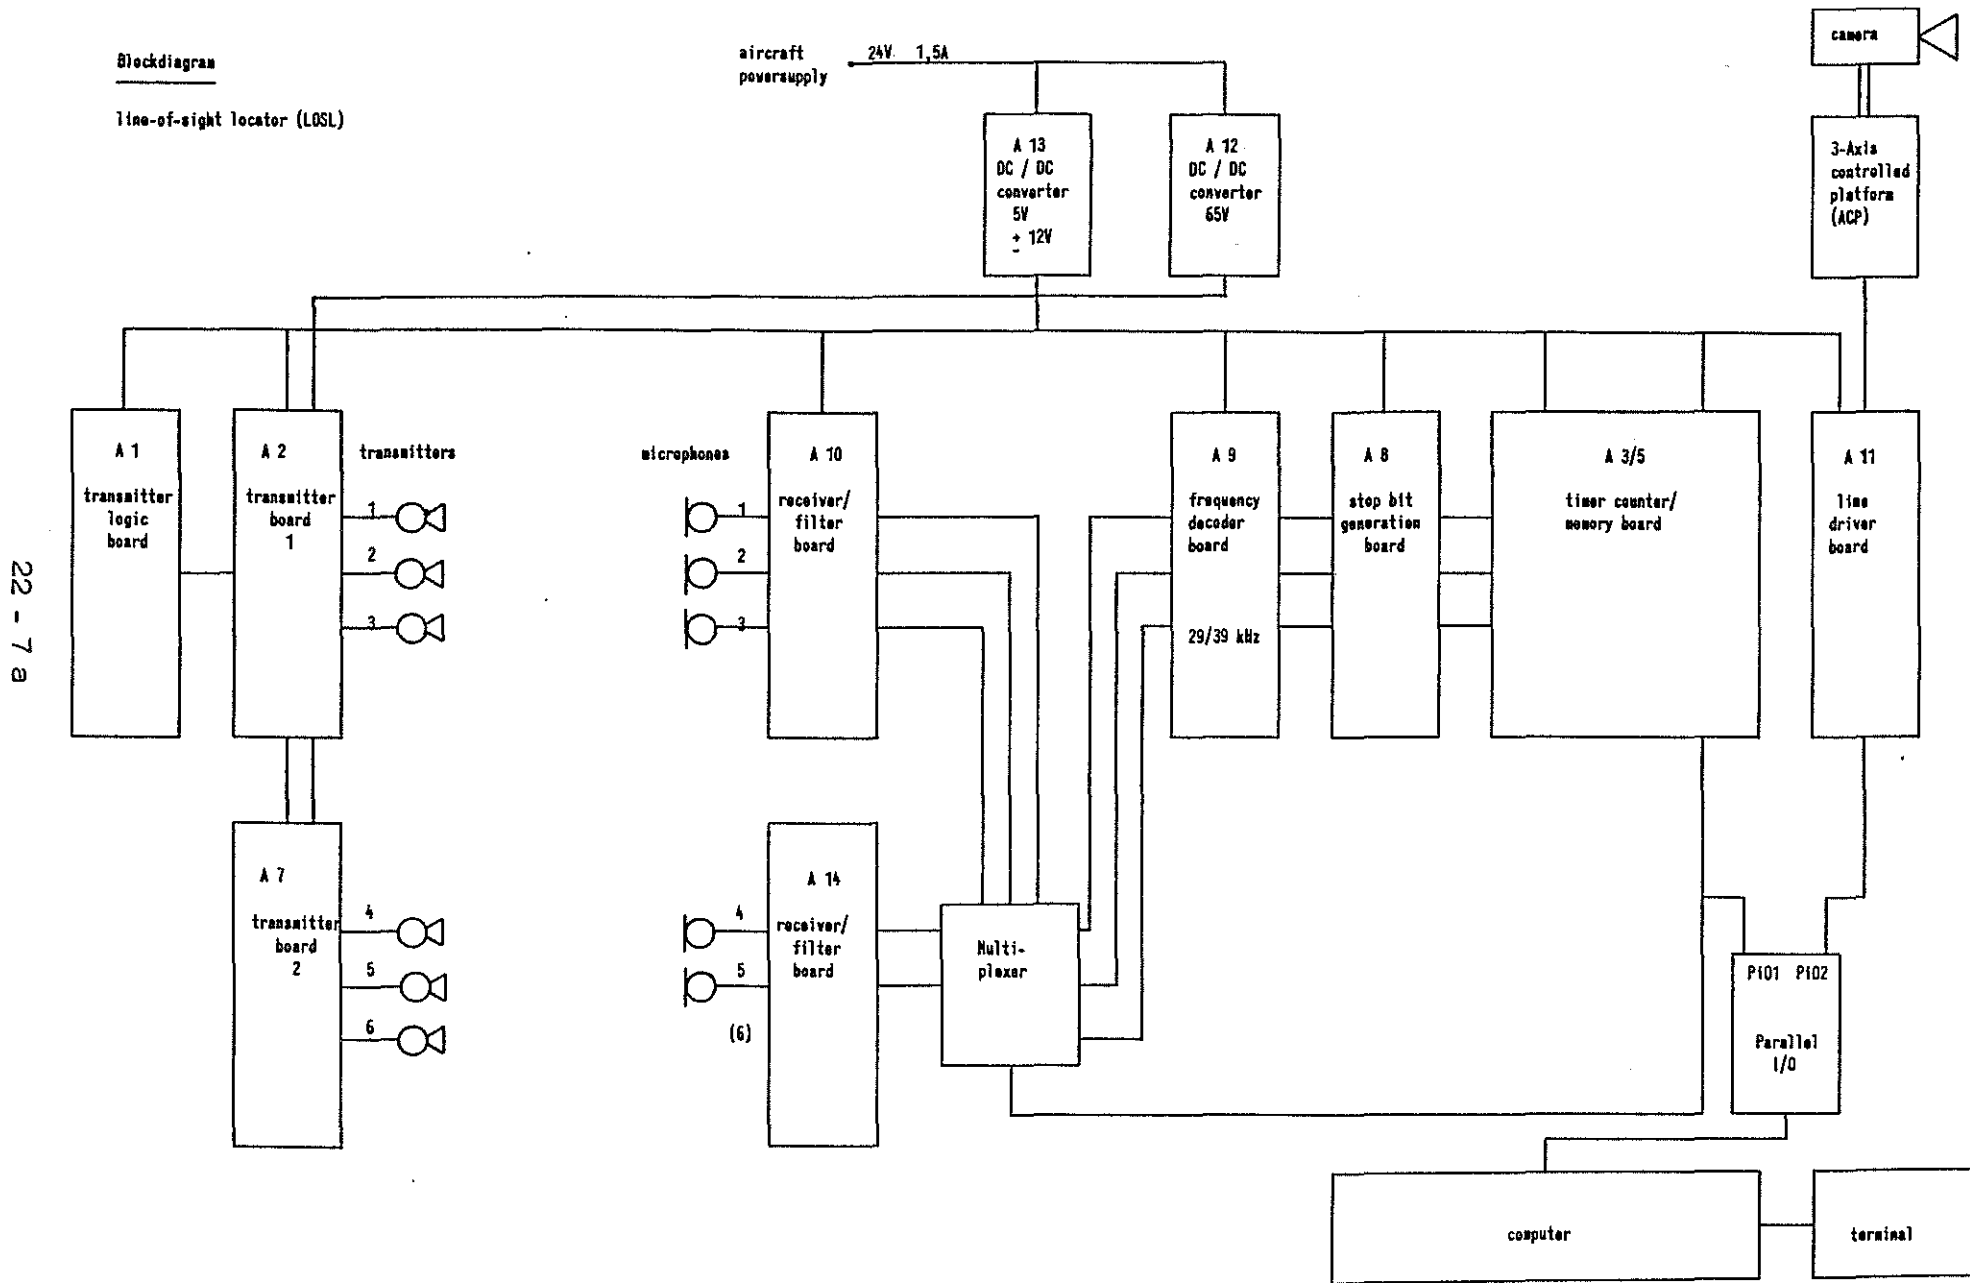 Blockdiagram
line-of-sight locator (LOSL)
aircraft
powersupply
24V. 1,5A
camera
A 13
DC / DC
converter
5V
± 12V
A 12
DC / DC
converter
65V
3-Axis
controlled
platform
(ACP)
A 1
transmitter
logic
board
A 2
transmitter
board
1
transmitters
1
2
3
microphones
1
2
3
A 10
receiver/
filter
board
A 9
frequency
decoder
board
29/39 kHz
A 8
stop bit
generation
board
A 3/5
timer counter/
memory board
A 11
line
driver
board
22 - 7a
A 7
transmitter
board
2
4
5
6
4
5
(6)
A 14
receiver/
filter
board
Multi-
plexer
PiO1 PiO2
Parallel
I/O
computer
terminal